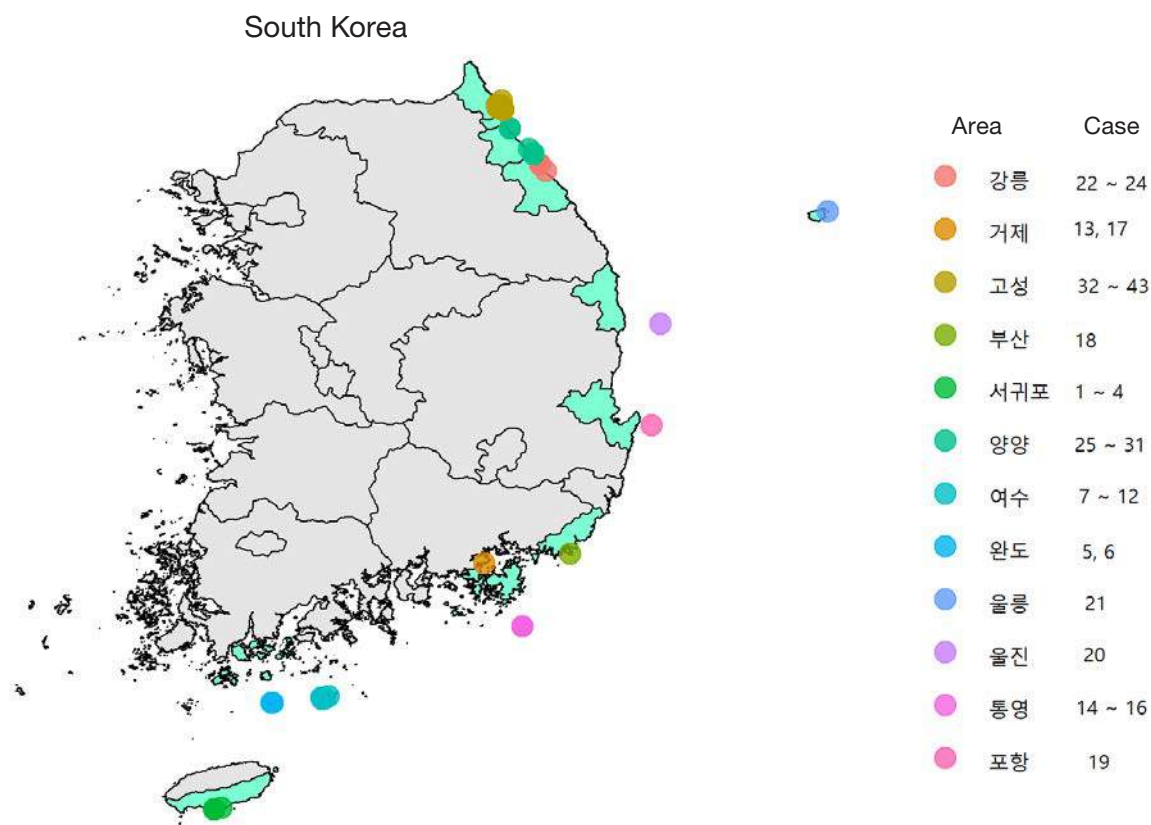 South Korea
Area Case
강릉 22 ~ 24
거제 13, 17
고성 32 ~ 43
부산 18
서귀포 1 ~ 4
양양 25 ~ 31
여수 7 ~ 12
완도 5, 6
울릉 21
울진 20
통영 14 ~ 16
포항 19